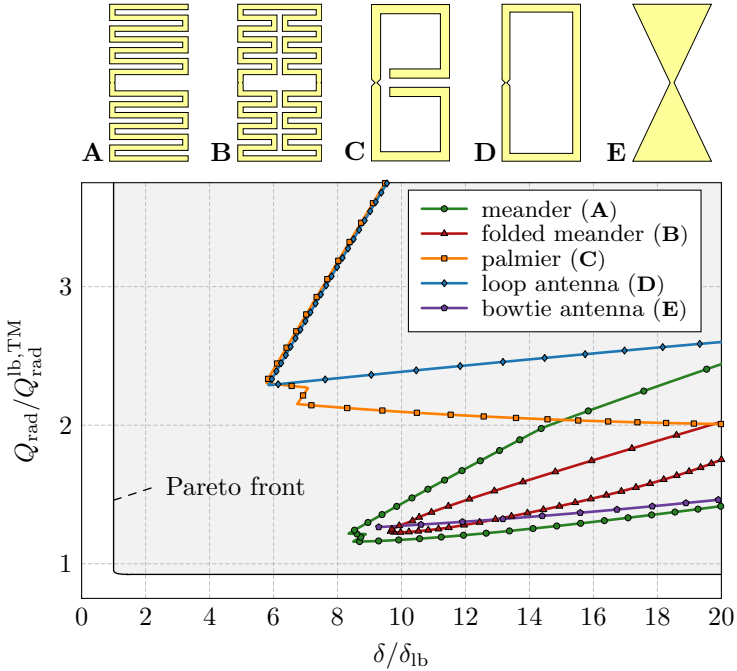 A B C D E
meander (A)
folded meander (B)
palmier (C)
loop antenna (D)
bowtie antenna (E)
Pareto front
3
2
1
0 2 4 6 8 10 12 14 16 18 20
δ/δ_lb
Q_rad/Q_rad^lb,TM